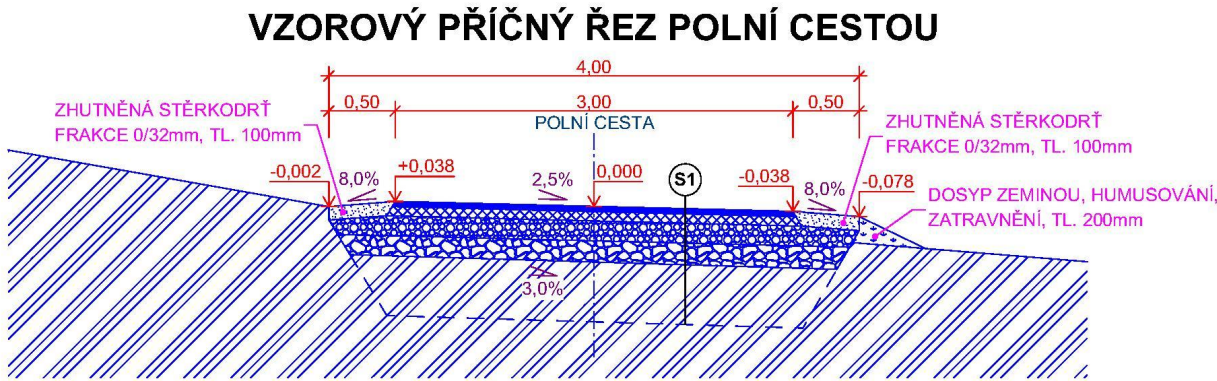 VZOROVÝ PŘÍČNÝ ŘEZ POLNÍ CESTOU
4,00
0,50
3,00
0,50
POLNÍ CESTA
ZHUTNĚNÁ STĚRKODRŤ
FRAKCE 0/32mm, TL. 100mm
ZHUTNĚNÁ STĚRKODRŤ
FRAKCE 0/32mm, TL. 100mm
-0,002
8,0%
+0,038
2,5%
0,000
S1
-0,038
8,0%
-0,078
DOSYP ZEMINOU, HUMUSOVÁNÍ,
ZATRAVNĚNÍ, TL. 200mm
3,0%